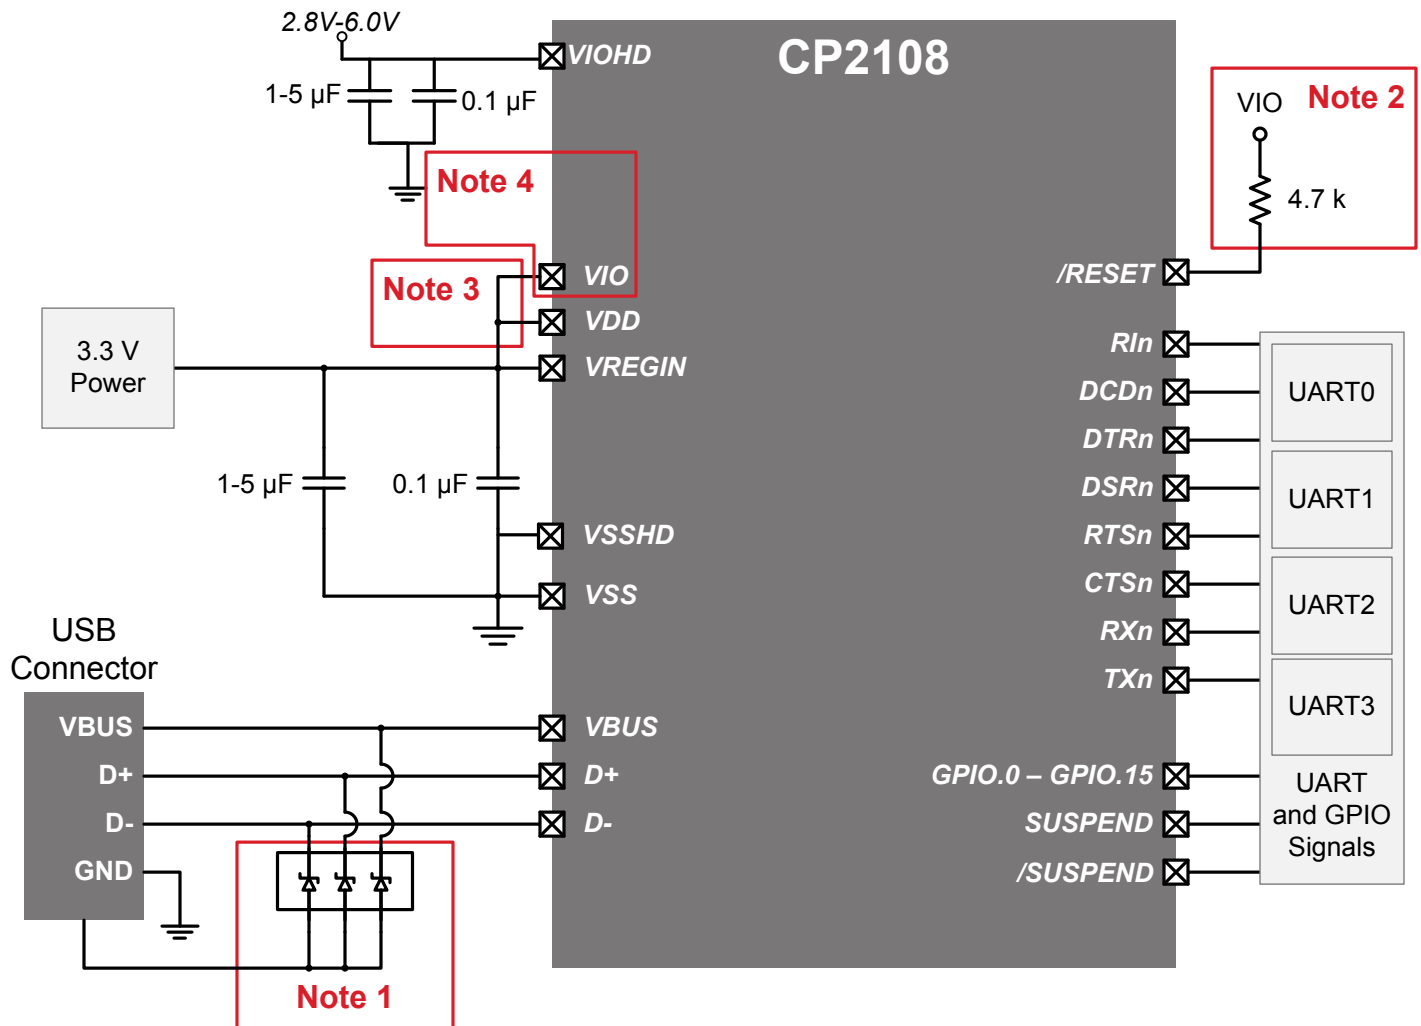 2.8V-6.0V
CP2108
VIOHD
1-5 µF
0.1 µF
Note 4
VIO
Note 2
4.7 k
Note 3
VIO
/RESET
VDD
3.3 V
Power
VREGIN
RIn
DCDn
DTRn
DSRn
RTSn
CTSn
RXn
TXn
UART0
UART1
UART2
UART3
1-5 µF
0.1 µF
VSSHD
VSS
USB
Connector
VBUS
D+
D-
GND
VBUS
D+
D-
GPIO.0 – GPIO.15
SUSPEND
/SUSPEND
UART
and GPIO
Signals
Note 1